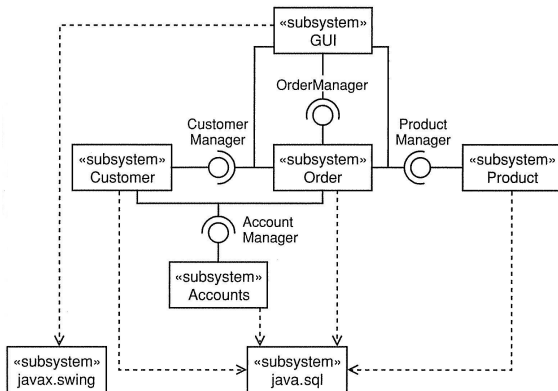 «subsystem»
GUI
OrderManager
Customer
Manager
Product
Manager
«subsystem»
Customer
«subsystem»
Order
«subsystem»
Product
Account
Manager
«subsystem»
Accounts
«subsystem»
javax.swing
«subsystem»
java.sql